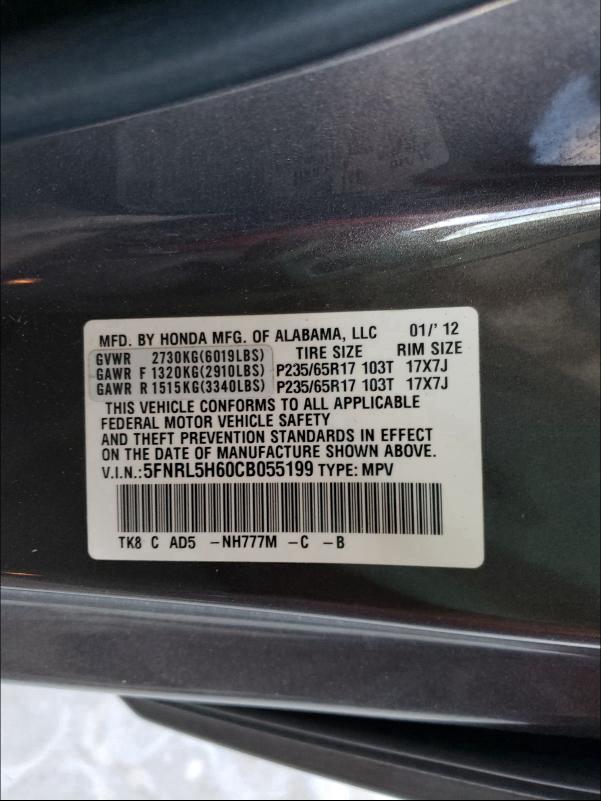 MFD. BY HONDA MFG. OF ALABAMA, LLC 01/' 12
GVWR 2730KG(6019LBS) TIRE SIZE RIM SIZE
GAWR F 1320KG(2910LBS) P235/65R17 103T 17X7J
GAWR R 1515KG(3340LBS) P235/65R17 103T 17X7J
THIS VEHICLE CONFORMS TO ALL APPLICABLE
FEDERAL MOTOR VEHICLE SAFETY
AND THEFT PREVENTION STANDARDS IN EFFECT
ON THE DATE OF MANUFACTURE SHOWN ABOVE.
V.I.N.:5FNRL5H60CB055199 TYPE: MPV
TK8 C AD5 -NH777M -C -B